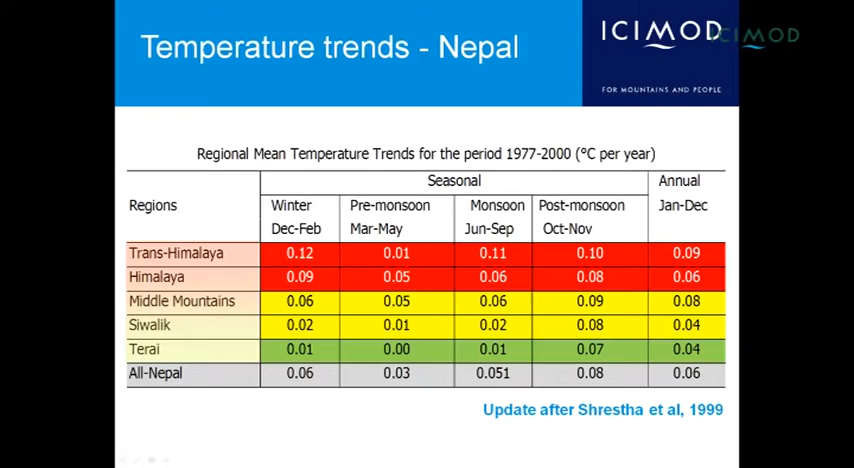 Temperature trends - Nepal
ICIMOD
ICIMOD
FOR MOUNTAINS AND PEOPLE
Regional Mean Temperature Trends for the period 1977-2000 (°C per year)
Seasonal Annual
Regions Winter Pre-monsoon Monsoon Post-monsoon Jan-Dec
Dec-Feb Mar-May Jun-Sep Oct-Nov
Trans-Himalaya 0.12 0.01 0.11 0.10 0.09
Himalaya 0.09 0.05 0.06 0.08 0.06
Middle Mountains 0.06 0.05 0.06 0.09 0.08
Siwalik 0.02 0.01 0.02 0.08 0.04
Terai 0.01 0.00 0.01 0.07 0.04
All-Nepal 0.06 0.03 0.051 0.08 0.06
Update after Shrestha et al, 1999